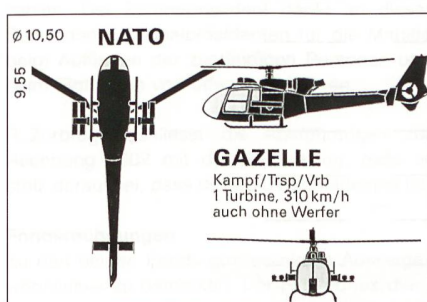 ø 10,50
NATO
9,55
GAZELLE
Kampf/Trsp/Vrb
1 Turbine, 310 km/h
auch ohne Werfer